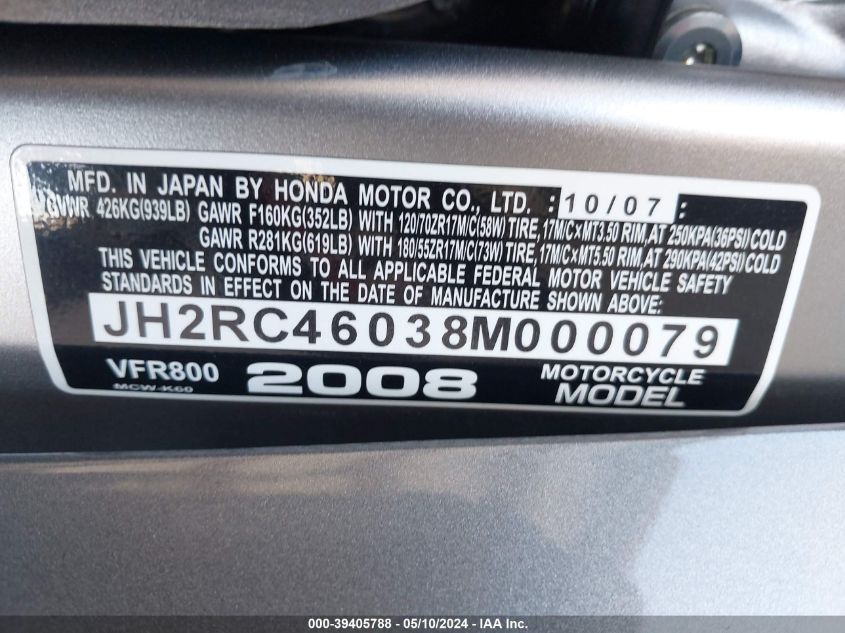 MFD. IN JAPAN BY HONDA MOTOR CO., LTD. : 10/07 :
GVWR 426KG(939LB) GAWR F160KG(352LB) WITH 120/70ZR17M/C(58W) TIRE, 17M/CxMT3.50 RIM, AT 250KPA(36PSI)COLD
GAWR R281KG(619LB) WITH 180/55ZR17M/C(73W) TIRE, 17M/CxMT5.50 RIM, AT 290KPA(42PSI)COLD
THIS VEHICLE CONFORMS TO ALL APPLICABLE FEDERAL MOTOR VEHICLE SAFETY
STANDARDS IN EFFECT ON THE DATE OF MANUFACTURE SHOWN ABOVE:
JH2RC46038M000079
VFR800 2008 MOTORCYCLE
MCW-K60 MODEL
000-39405788 - 05/10/2024 - IAA Inc.